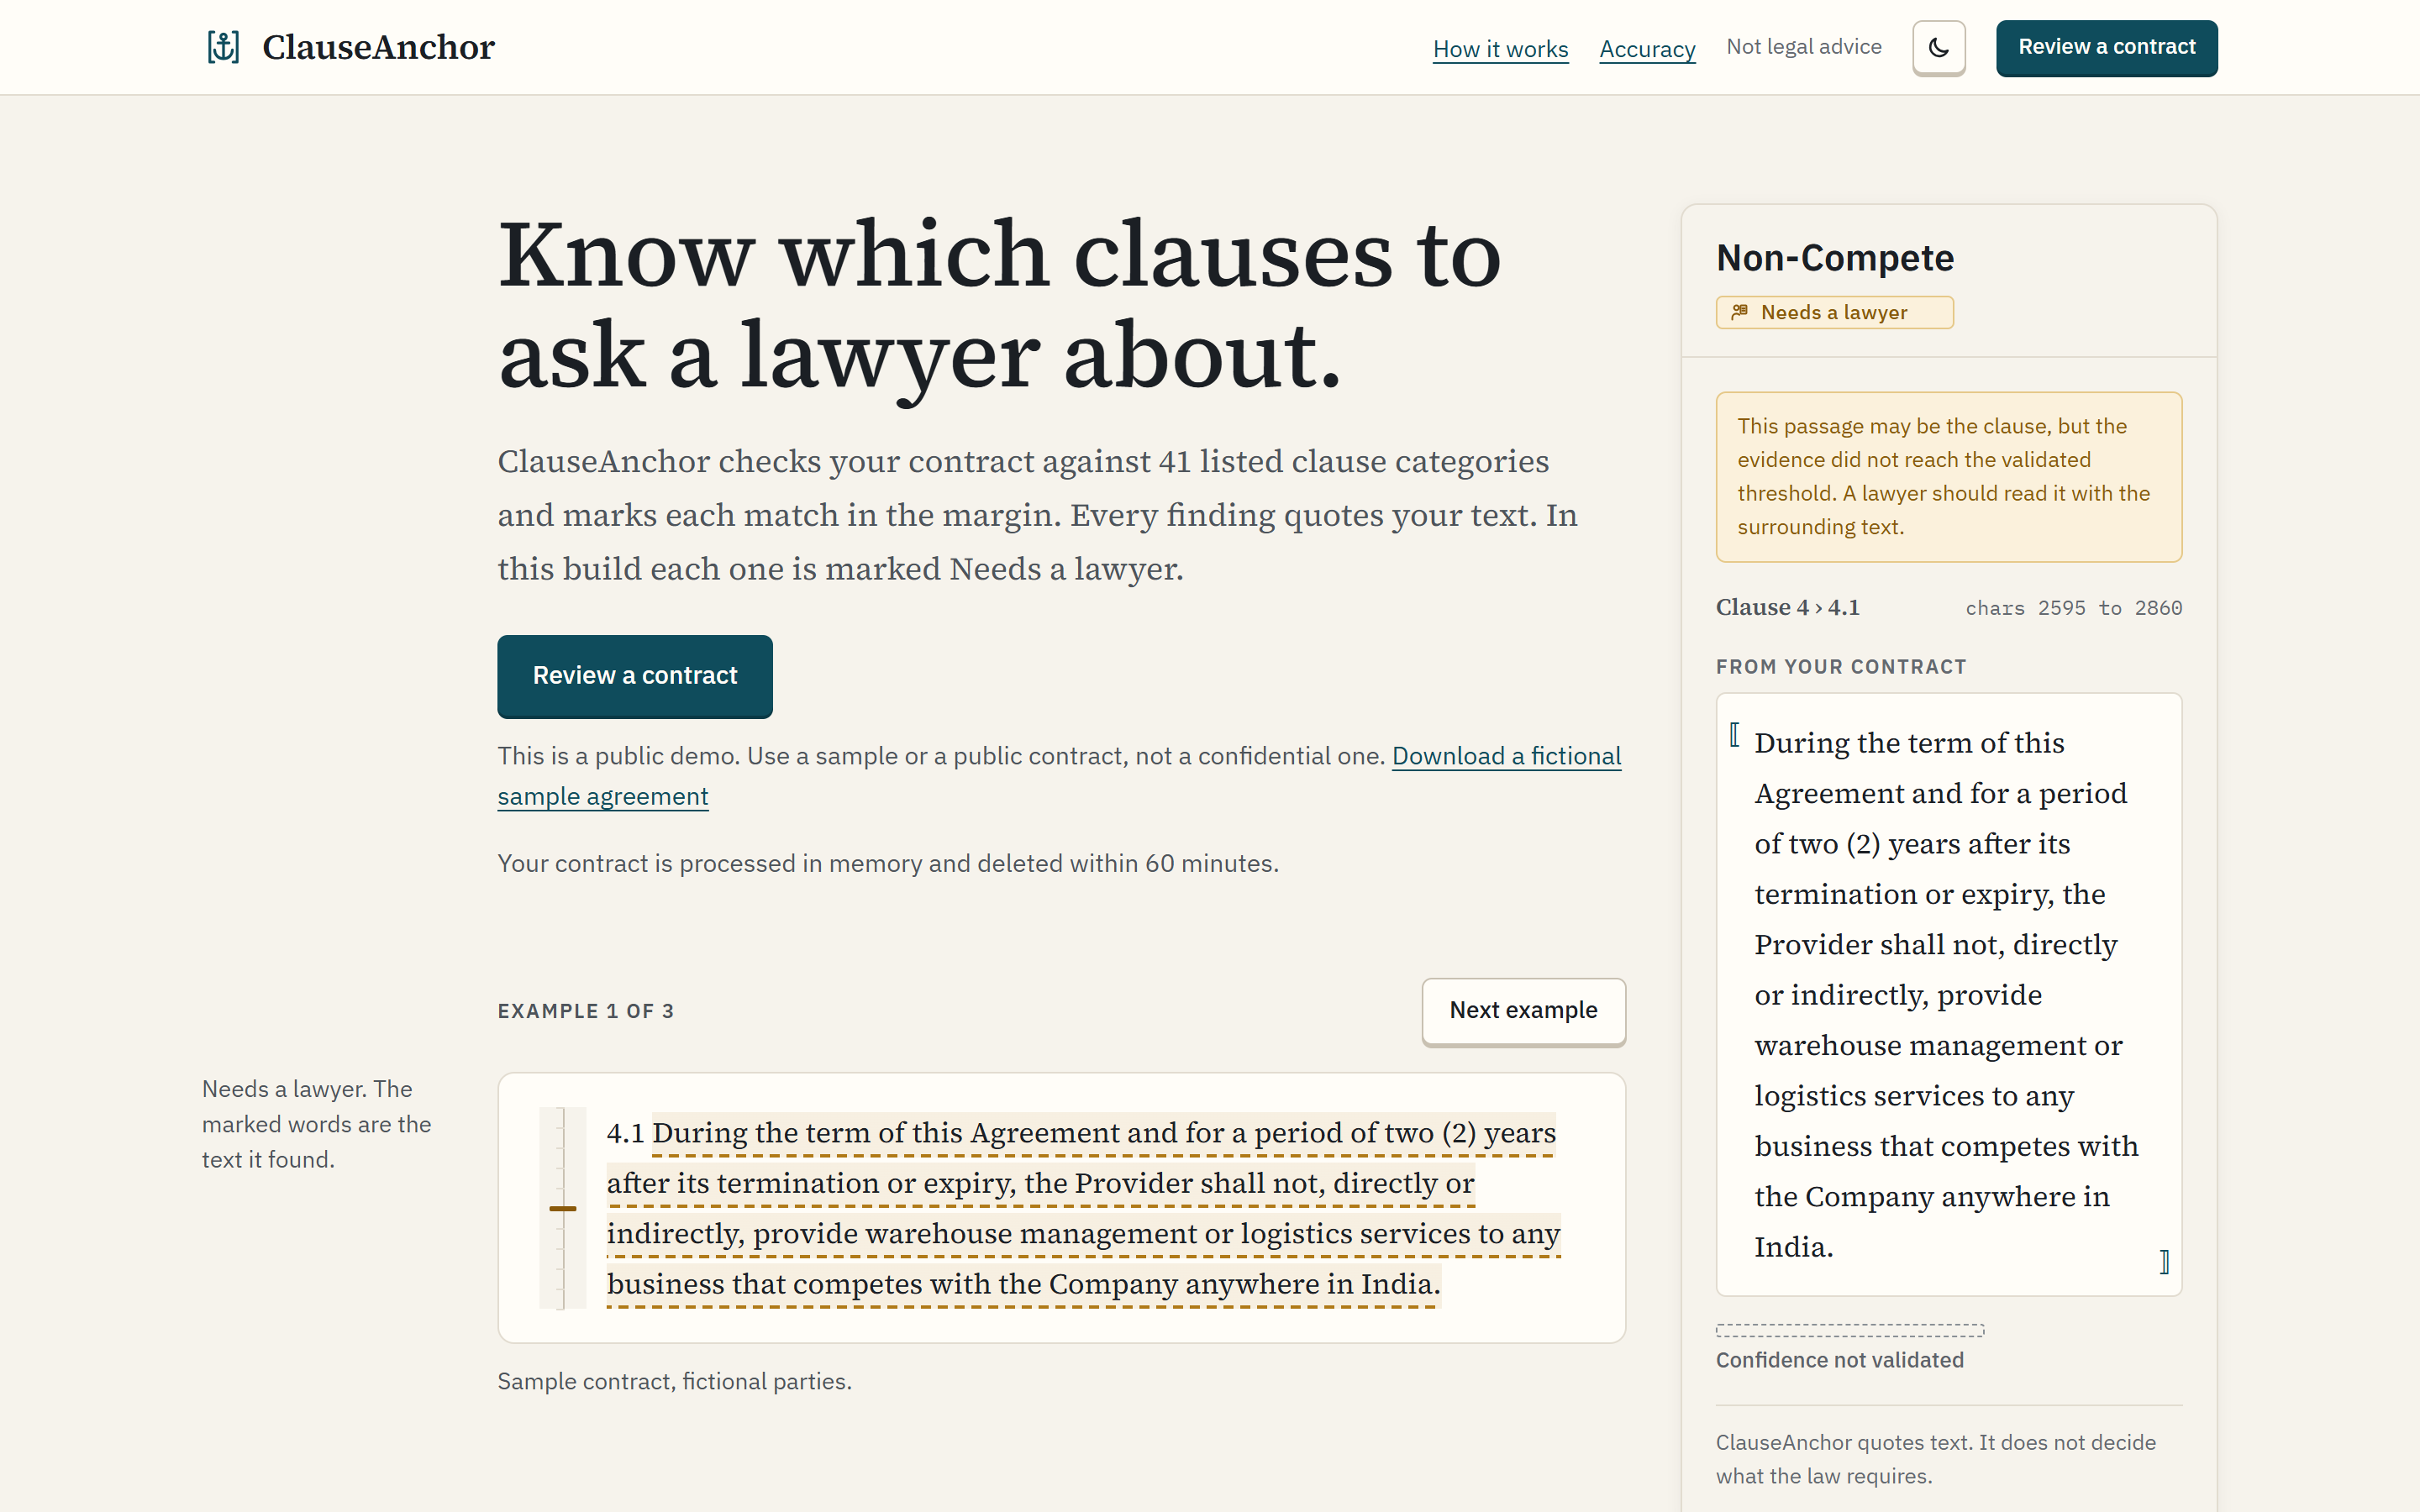 ClauseAnchor
How it works
Accuracy
Not legal advice
Review a contract
Know which clauses to
ask a lawyer about.
ClauseAnchor checks your contract against 41 listed clause categories
and marks each match in the margin. Every finding quotes your text. In
this build each one is marked Needs a lawyer.
Review a contract
This is a public demo. Use a sample or a public contract, not a confidential one. Download a fictional
sample agreement
Your contract is processed in memory and deleted within 60 minutes.
EXAMPLE 1 OF 3
Next example
Needs a lawyer. The
marked words are the
text it found.
4.1 During the term of this Agreement and for a period of two (2) years
after its termination or expiry, the Provider shall not, directly or
indirectly, provide warehouse management or logistics services to any
business that competes with the Company anywhere in India.
Sample contract, fictional parties.
Non-Compete
Needs a lawyer
This passage may be the clause, but the
evidence did not reach the validated
threshold. A lawyer should read it with the
surrounding text.
Clause 4 › 4.1
chars 2595 to 2860
FROM YOUR CONTRACT
⟦ During the term of this
Agreement and for a period
of two (2) years after its
termination or expiry, the
Provider shall not, directly
or indirectly, provide
warehouse management or
logistics services to any
business that competes with
the Company anywhere in
India. ⟧
Confidence not validated
ClauseAnchor quotes text. It does not decide
what the law requires.